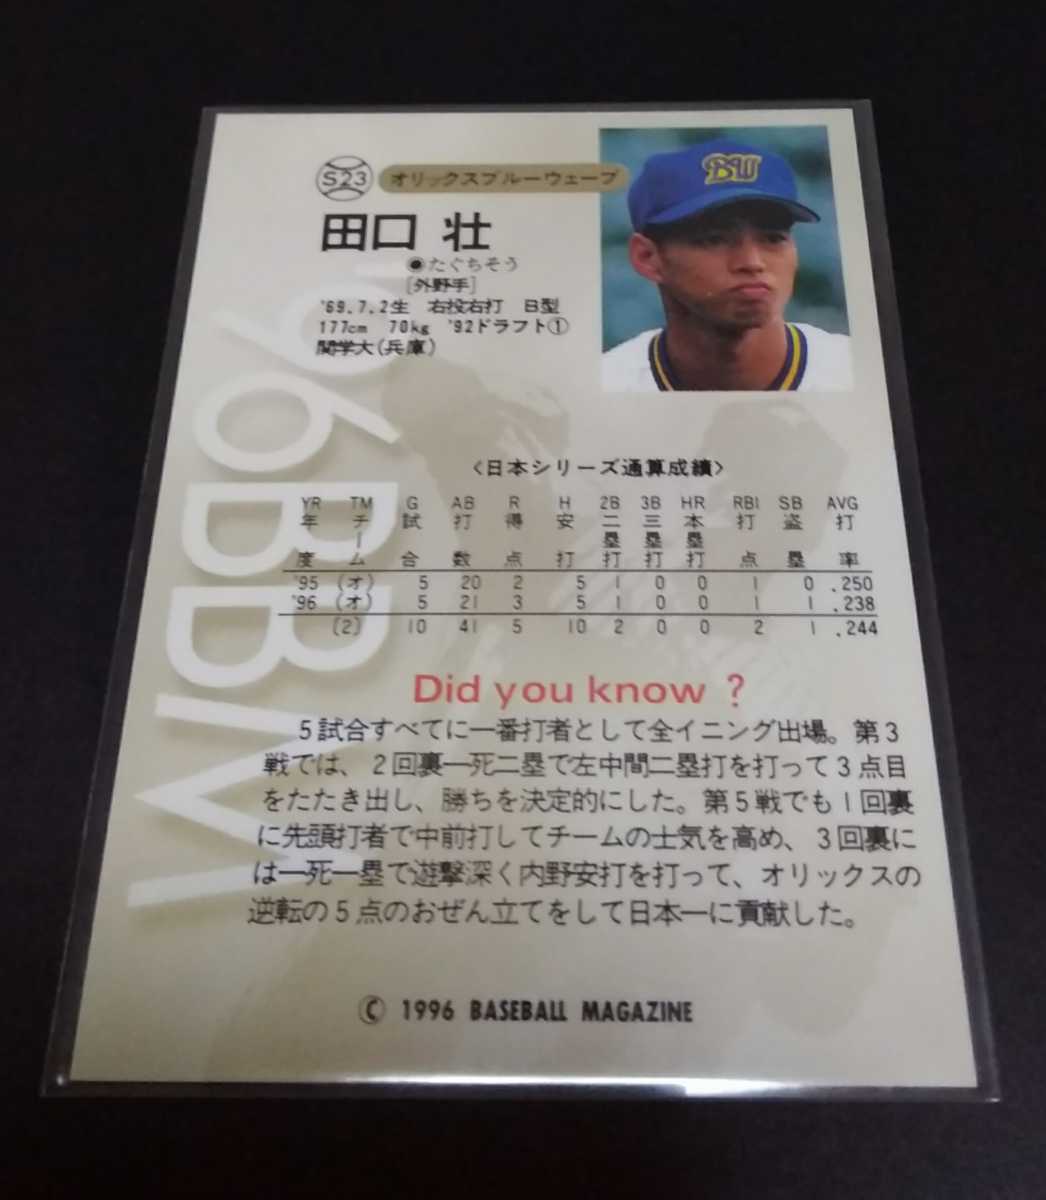 S23 オリックスブルーウェーブ
BW
田口 壮
◉たぐちそう
[外野手]
'69.7.2生 右投右打 B型
177cm 70kg '92ドラフト①
関学大(兵庫)
'96BBM
〈日本シリーズ通算成績〉
YR TM G AB R H 2B 3B HR RBI SB AVG
年度 チーム 試合 打数 得点 安打 二塁打 三塁打 本塁打 打点 盗塁 打率
'95 (オ) 5 20 2 5 1 0 0 1 0 .250
'96 (オ) 5 21 3 5 1 0 0 1 1 .238
〔2〕 10 41 5 10 2 0 0 2 1 .244
Did you know ?
5試合すべてに一番打者として全イニング出場。第3
戦では、2回裏一死二塁で左中間二塁打を打って3点目
をたたき出し、勝ちを決定的にした。第5戦でも1回裏
に先頭打者で中前打してチームの士気を高め、3回裏に
は一死一塁で遊撃深く内野安打を打って、オリックスの
逆転の5点のおぜん立てをして日本一に貢献した。
© 1996 BASEBALL MAGAZINE